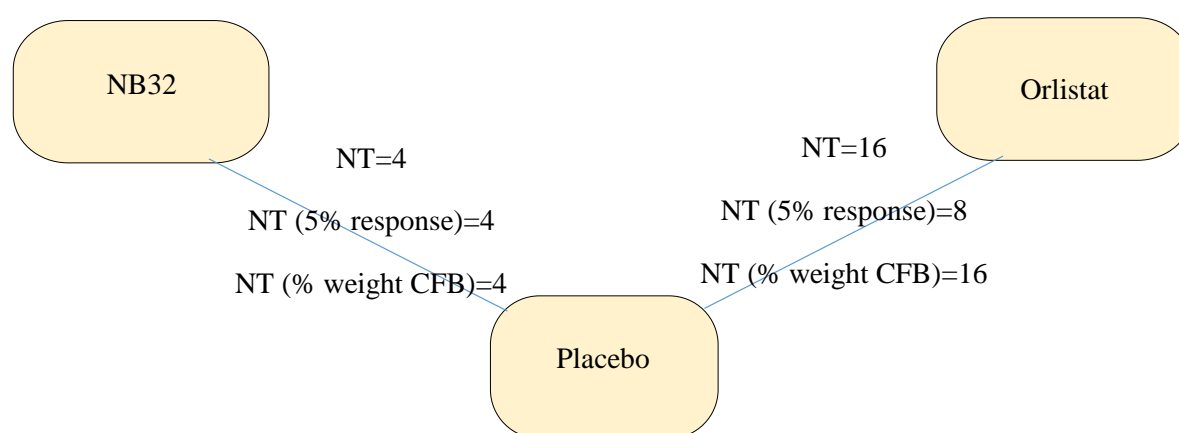 NB32
Orlistat
NT=4
NT (5% response)=4
NT (% weight CFB)=4
NT=16
NT (5% response)=8
NT (% weight CFB)=16
Placebo